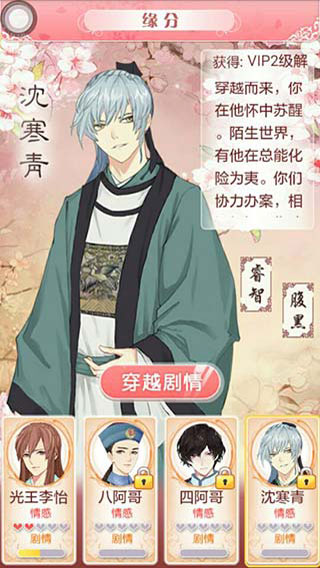 缘分
沈寒青
获得: VIP2级解
穿越而来，你
在他怀中苏醒
。陌生世界，
有他在总能化
险为夷。你们
协力办案，相
睿智
腹黑
穿越剧情
光王李怡
情感
剧情
八阿哥
情感
剧情
四阿哥
情感
剧情
沈寒青
情感
剧情